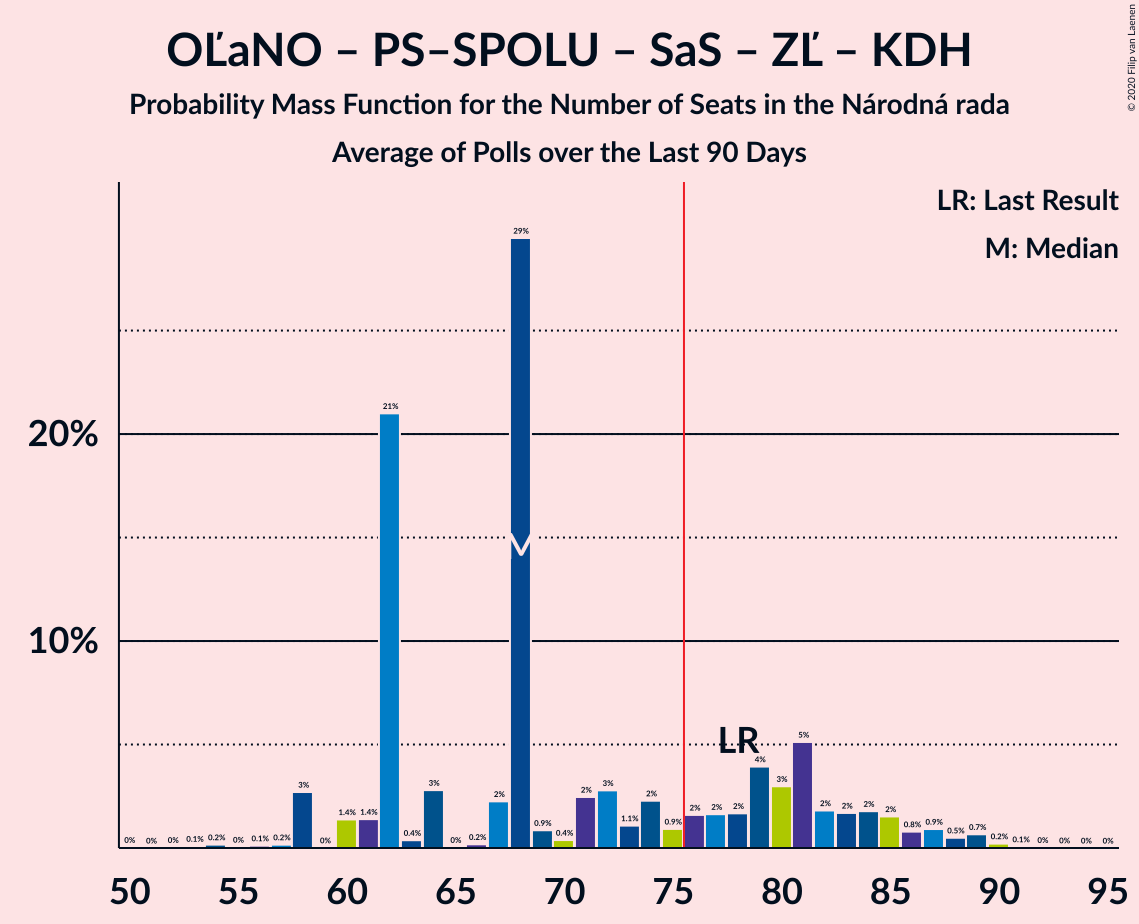 OĽaNO – PS–SPOLU – SaS – ZĽ – KDH
Probability Mass Function for the Number of Seats in the Národná rada
Average of Polls over the Last 90 Days
© 2020 Filip van Laenen
LR: Last Result
M: Median
20%
10%
0% 0% 0% 0.1% 0.2% 0% 0.1% 0.2% 3% 0% 1.4% 1.4% 21% 0.4% 3% 0% 0.2% 2% 29% 0.9% 0.4% 2% 3% 1.1% 2% 0.9% 2% 2% 2% 4% 3% 5% 2% 2% 2% 2% 0.8% 0.9% 0.5% 0.7% 0.2% 0.1% 0% 0% 0% 0%
M
LR
50 55 60 65 70 75 80 85 90 95